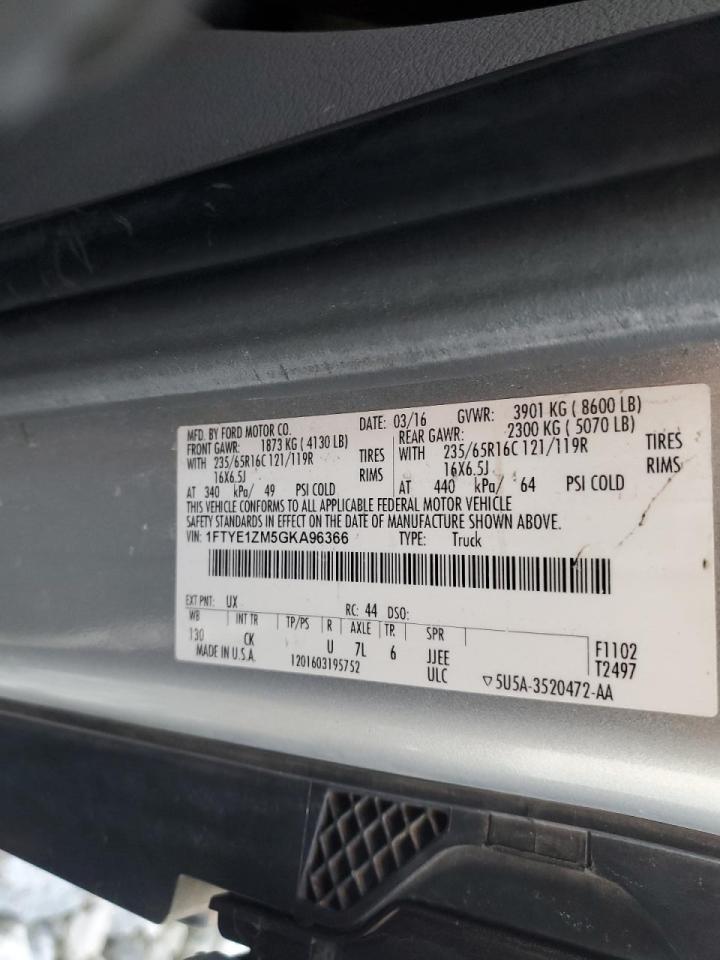 MFD. BY FORD MOTOR CO. DATE: 03/16 GVWR: 3901 KG ( 8600 LB)
FRONT GAWR: 1873 KG ( 4130 LB) REAR GAWR: 2300 KG ( 5070 LB)
WITH 235/65R16C 121/119R TIRES WITH 235/65R16C 121/119R TIRES
16X6.5J RIMS 16X6.5J RIMS
AT 340 kPa/ 49 PSI COLD AT 440 kPa/ 64 PSI COLD
THIS VEHICLE CONFORMS TO ALL APPLICABLE FEDERAL MOTOR VEHICLE
SAFETY STANDARDS IN EFFECT ON THE DATE OF MANUFACTURE SHOWN ABOVE.
VIN: 1FTYE1ZM5GKA96366 TYPE: Truck
EXT PNT: UX RC: 44 DSO:
WB INT TR TP/PS R AXLE TR SPR
130 CK U 7L 6 JJEE F1102
MADE IN U.S.A. 1201603195752 ULC T2497
▽5U5A-3520472-AA